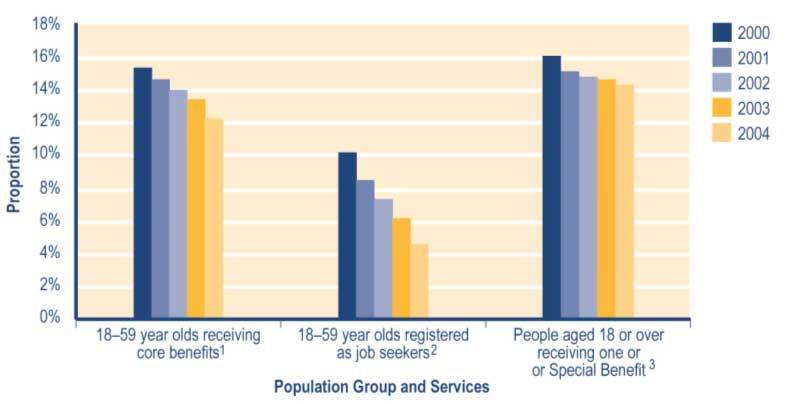 18%
16%
14%
12%
10%
8%
6%
4%
2%
0%
Proportion
2000
2001
2002
2003
2004
18–59 year olds receiving
core benefits1
18–59 year olds registered
as job seekers2
People aged 18 or over
receiving one or
or Special Benefit 3
Population Group and Services